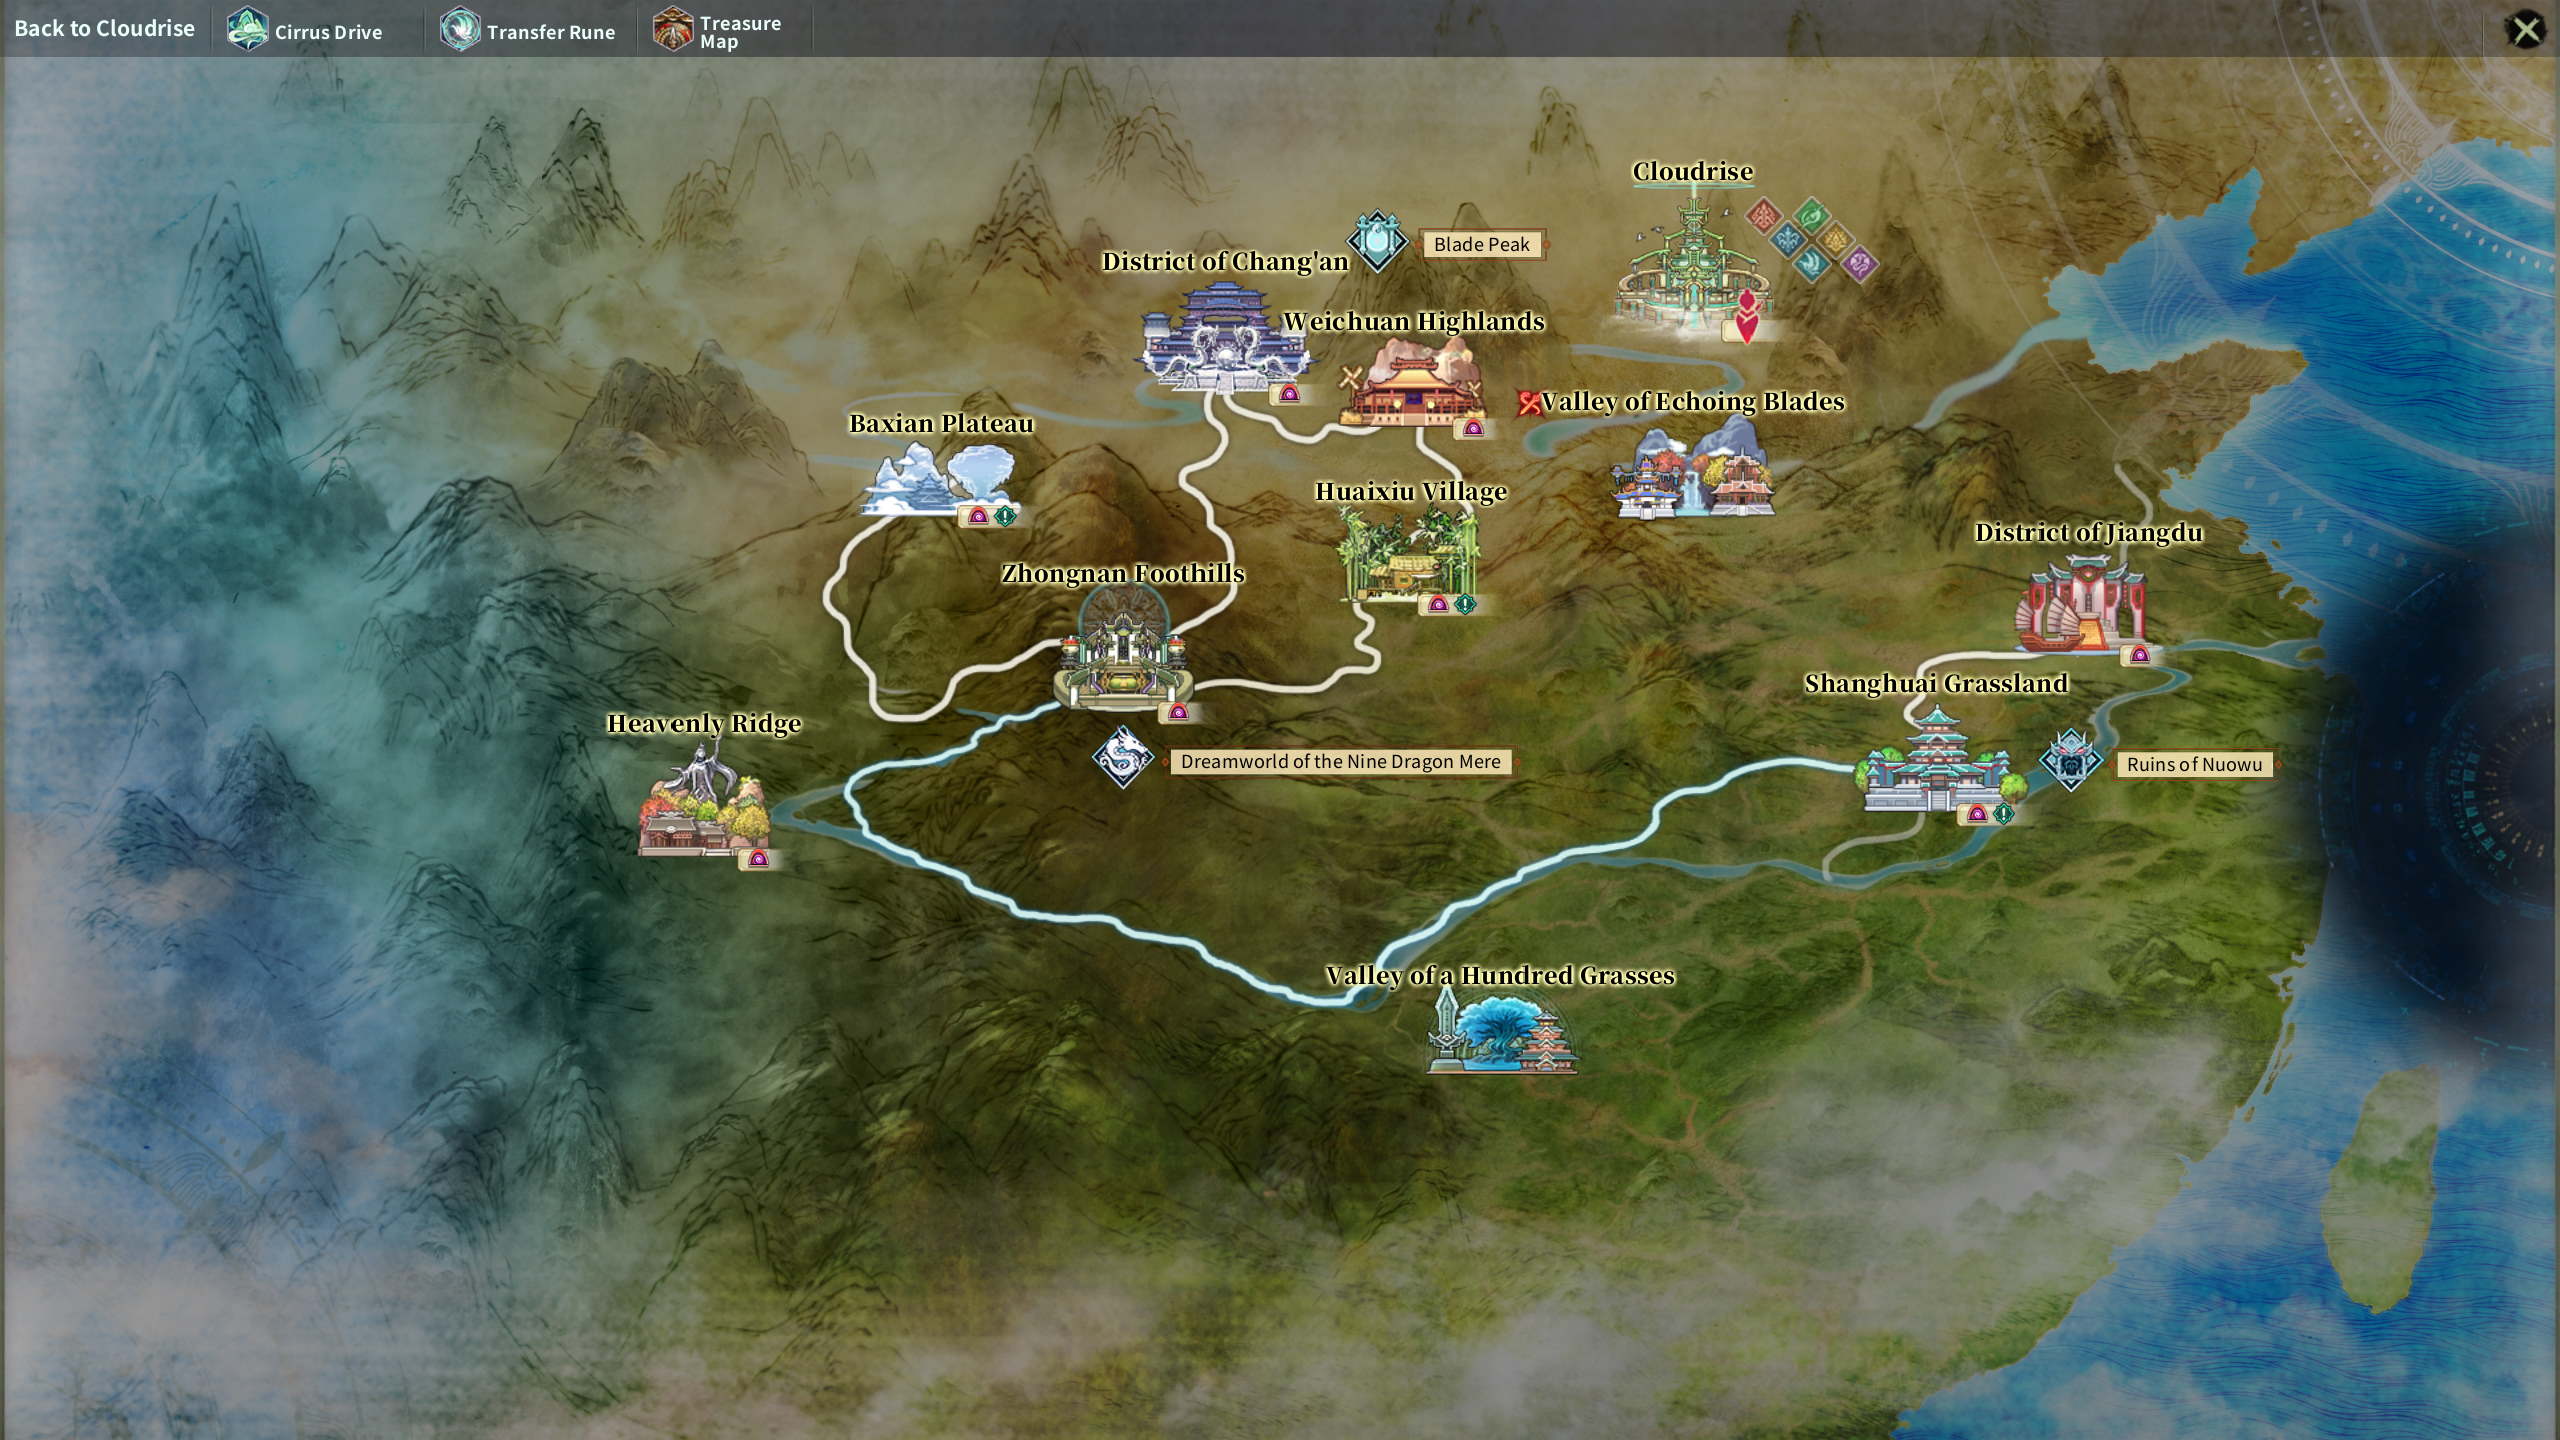 Back to Cloudrise
Cirrus Drive
Transfer Rune
Treasure
Map
Cloudrise
Blade Peak
District of Chang'an
Weichuan Highlands
Valley of Echoing Blades
Baxian Plateau
Huaixiu Village
District of Jiangdu
Zhongnan Foothills
Shanghuai Grassland
Heavenly Ridge
Dreamworld of the Nine Dragon Mere
Ruins of Nuowu
Valley of a Hundred Grasses